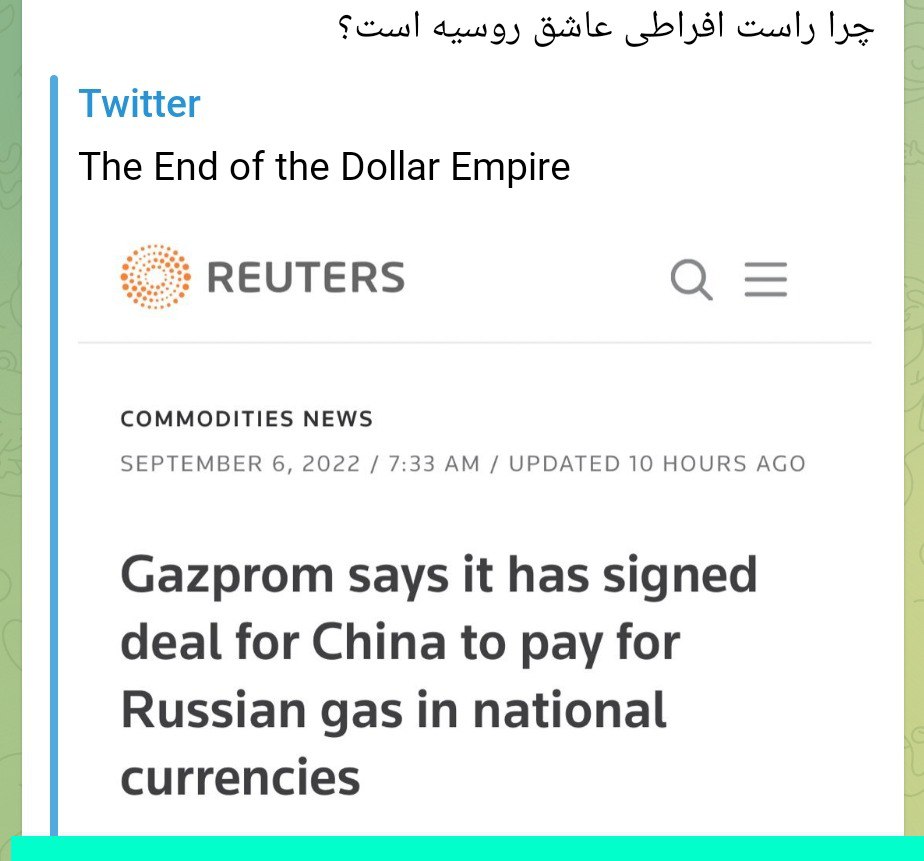 چرا راست افراطی عاشق روسیه است؟
Twitter
The End of the Dollar Empire
REUTERS
COMMODITIES NEWS
SEPTEMBER 6, 2022 / 7:33 AM / UPDATED 10 HOURS AGO
Gazprom says it has signed
deal for China to pay for
Russian gas in national
currencies